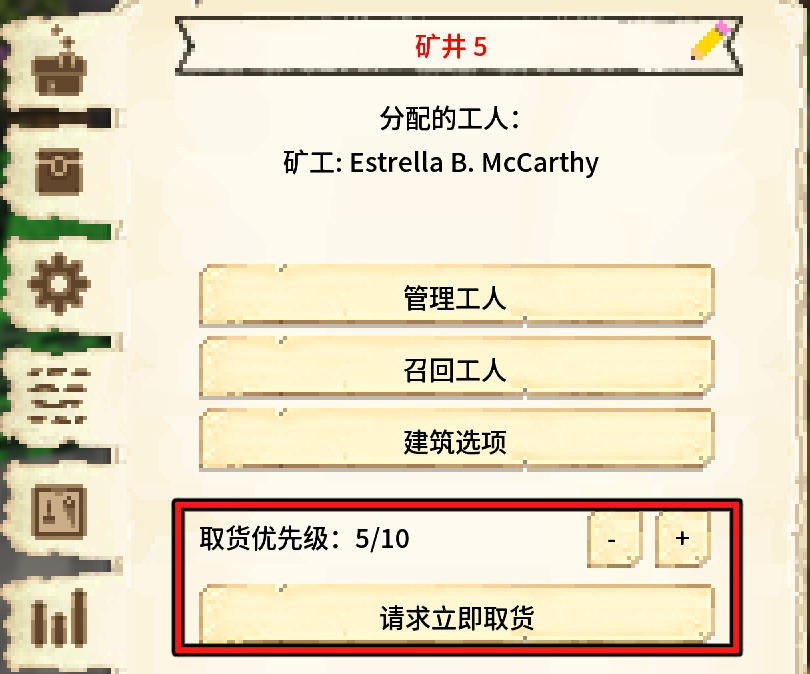 矿井 5
分配的工人：
矿工: Estrella B. McCarthy
管理工人
召回工人
建筑选项
取货优先级：5/10
-
+
请求立即取货